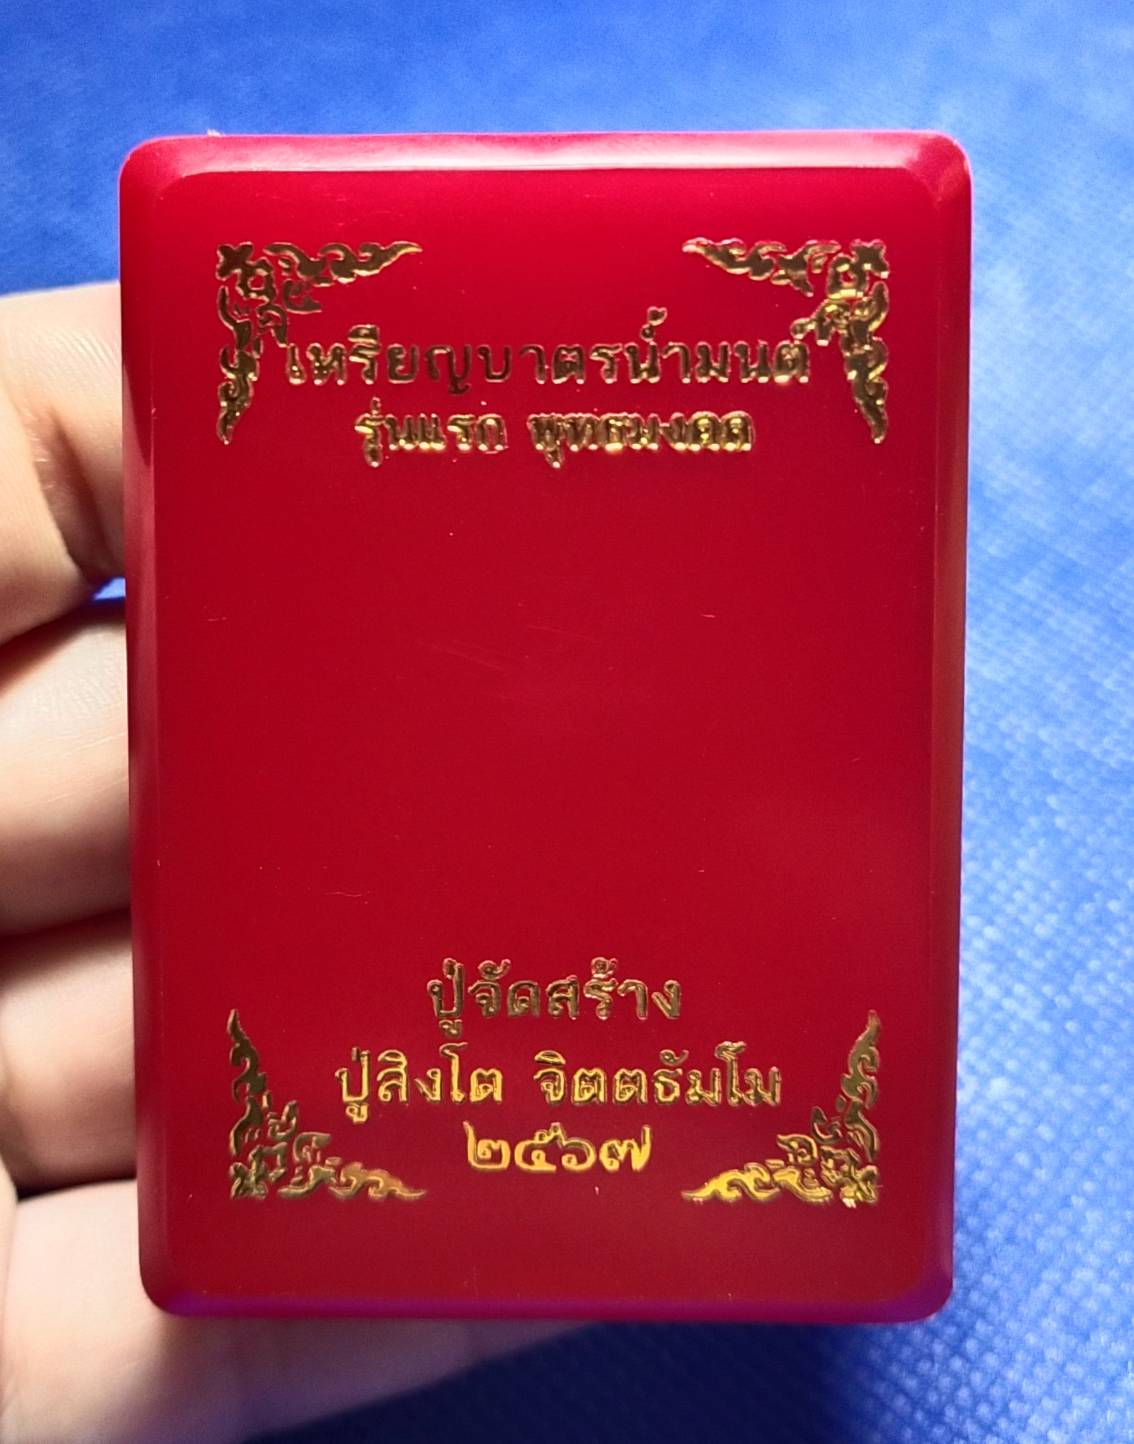 เหรียญบาตรน้ำมนต์
รุ่นแรก พุทธมงคล
ปู่จัดสร้าง
ปู่สิงโต จิตตธัมโม
๒๕๖๗